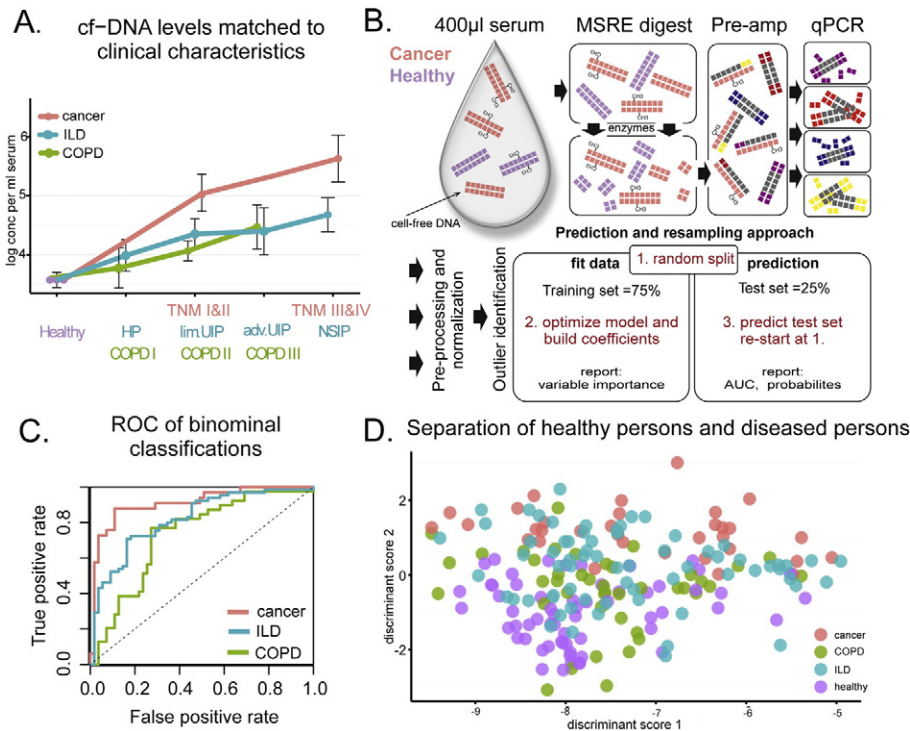 A.
cf–DNA levels matched to
clinical characteristics
cancer
ILD
COPD
log conc per ml serum
6
5
4
TNM I&II
TNM III&IV
Healthy
HP
lim.UIP
adv.UIP
NSIP
COPD I
COPD II
COPD III
B.
400µl serum
MSRE digest
Pre-amp
qPCR
Cancer
Healthy
enzymes
cell-free DNA
Prediction and resampling approach
Pre-processing and
normalization
Outlier identification
1. random split
fit data
prediction
Training set =75%
Test set =25%
2. optimize model and
build coefficients
3. predict test set
re-start at 1.
report:
variable importance
report:
AUC, probabilites
C.
ROC of binominal
classifications
True positive rate
0.8
0.4
0.0
cancer
ILD
COPD
0.0 0.2 0.4 0.6 0.8 1.0
False positive rate
D.
Separation of healthy persons and diseased persons
discriminant score 2
2
0
-2
cancer
COPD
ILD
healthy
-9 -8 -7 -6 -5
discriminant score 1